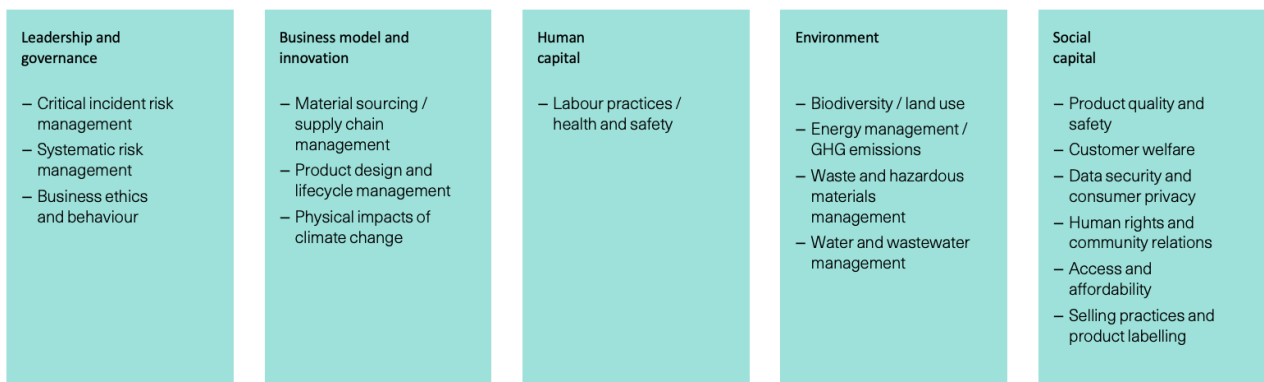 Leadership and
governance
– Critical incident risk
management
– Systematic risk
management
– Business ethics
and behaviour
Business model and
innovation
– Material sourcing /
supply chain
management
– Product design and
lifecycle management
– Physical impacts of
climate change
Human
capital
– Labour practices /
health and safety
Environment
– Biodiversity / land use
– Energy management /
GHG emissions
– Waste and hazardous
materials
management
– Water and wastewater
management
Social
capital
– Product quality and
safety
– Customer welfare
– Data security and
consumer privacy
– Human rights and
community relations
– Access and
affordability
– Selling practices and
product labelling